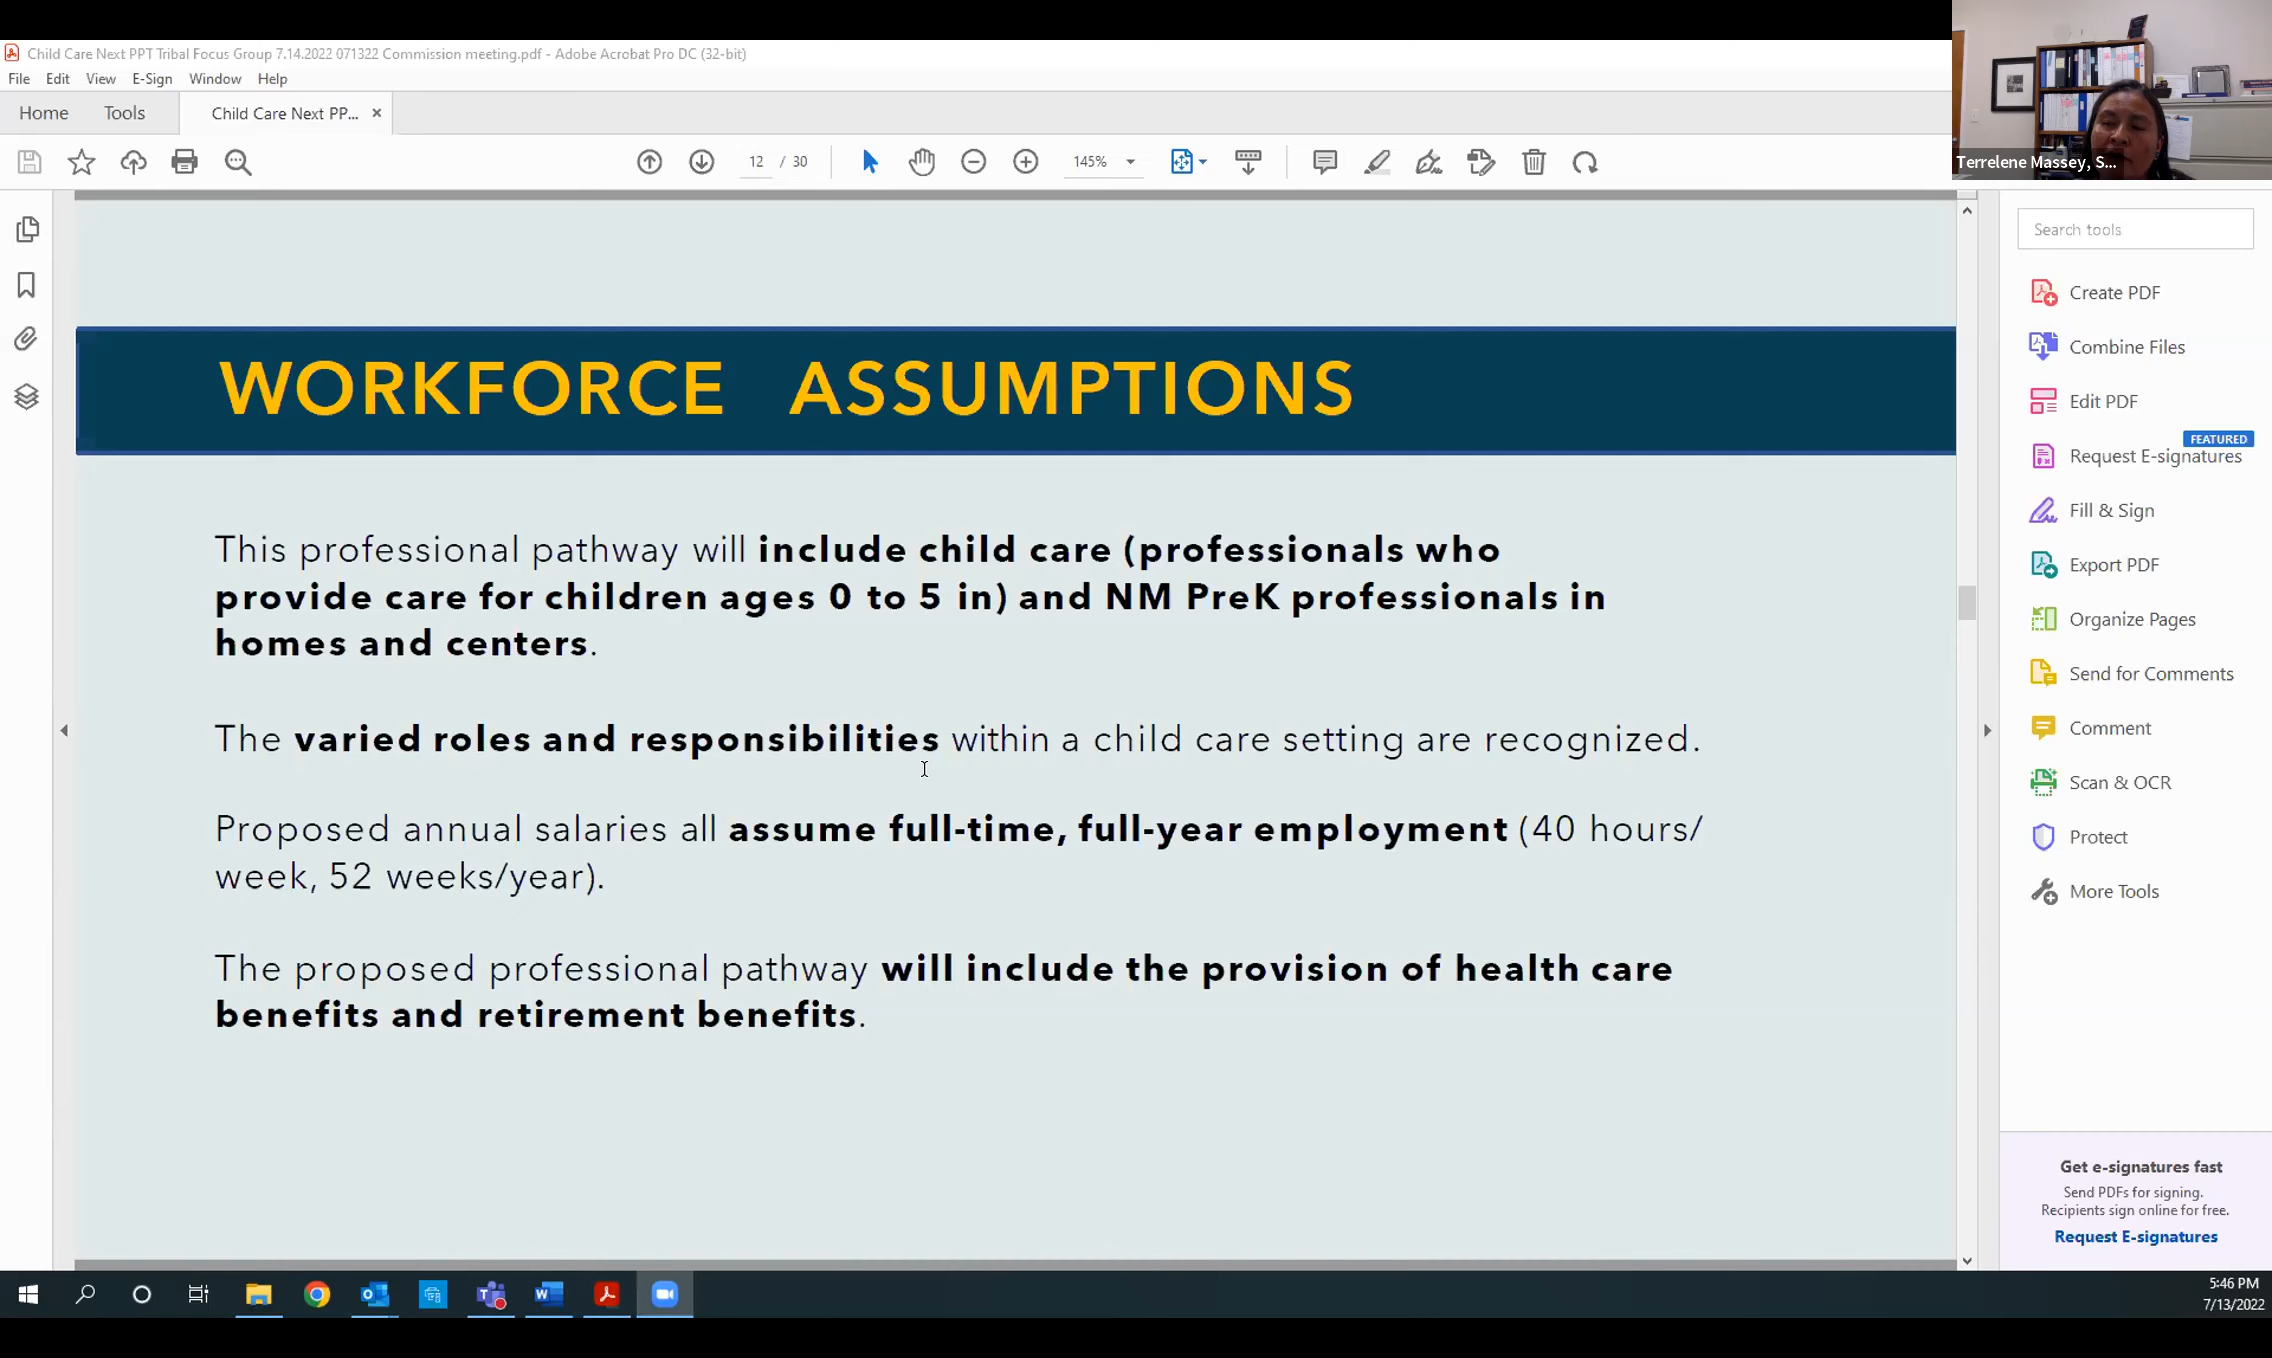 Child Care Next PPT Tribal Focus Group 7.14.2022 071322 Commission meeting.pdf - Adobe Acrobat Pro DC (32-bit)
File Edit View E-Sign Window Help
Home Tools Child Care Next PP... ×
12 / 30 145%
Terrelene Massey, S...
WORKFORCE ASSUMPTIONS
This professional pathway will include child care (professionals who
provide care for children ages 0 to 5 in) and NM PreK professionals in
homes and centers.
The varied roles and responsibilities within a child care setting are recognized.
Proposed annual salaries all assume full-time, full-year employment (40 hours/
week, 52 weeks/year).
The proposed professional pathway will include the provision of health care
benefits and retirement benefits.
Search tools
Create PDF
Combine Files
Edit PDF
FEATURED
Request E-signatures
Fill & Sign
Export PDF
Organize Pages
Send for Comments
Comment
Scan & OCR
Protect
More Tools
Get e-signatures fast
Send PDFs for signing.
Recipients sign online for free.
Request E-signatures
5:46 PM
7/13/2022